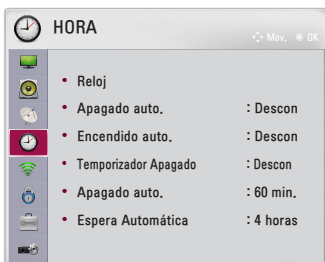 HORA
Mov. OK
• Reloj
• Apagado auto. : Descon
• Encendido auto. : Descon
• Temporizador Apagado : Descon
• Apagado auto. : 60 min.
• Espera Automática : 4 horas